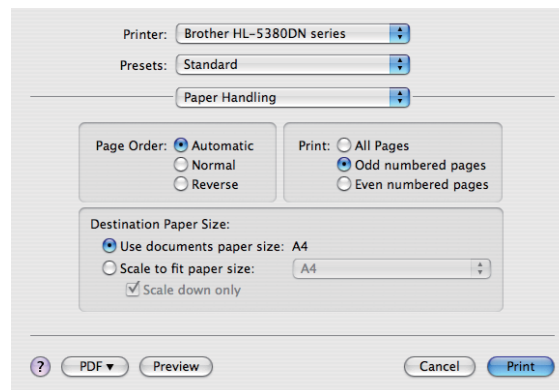 Printer: Brother HL-5380DN series
Presets: Standard
Paper Handling
Page Order: Automatic
Normal
Reverse
Print: All Pages
Odd numbered pages
Even numbered pages
Destination Paper Size:
Use documents paper size: A4
Scale to fit paper size: A4
Scale down only
? PDF ▼ Preview Cancel Print